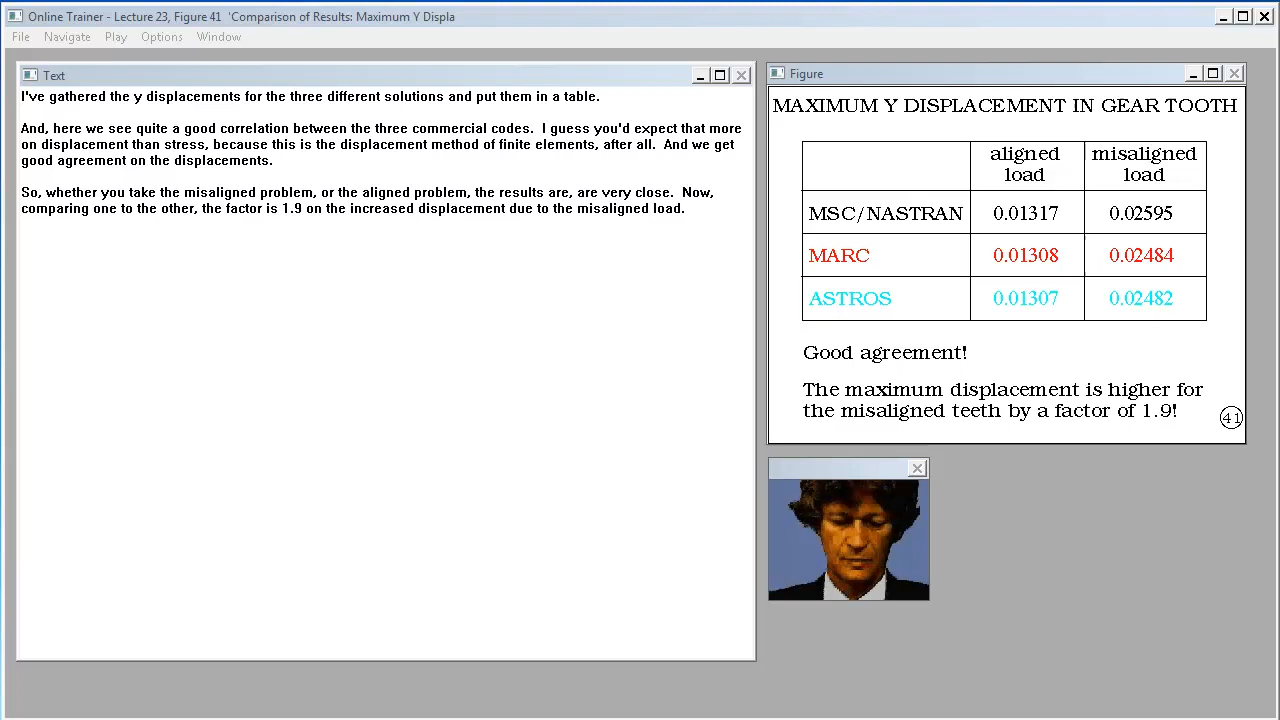 Online Trainer - Lecture 23, Figure 41 'Comparison of Results: Maximum Y Displa
File Navigate Play Options Window
Text
I've gathered the y displacements for the three different solutions and put them in a table.
And, here we see quite a good correlation between the three commercial codes. I guess you'd expect that more
on displacement than stress, because this is the displacement method of finite elements, after all. And we get
good agreement on the displacements.
So, whether you take the misaligned problem, or the aligned problem, the results are, are very close. Now,
comparing one to the other, the factor is 1.9 on the increased displacement due to the misaligned load.
Figure
MAXIMUM Y DISPLACEMENT IN GEAR TOOTH
aligned load misaligned load
MSC/NASTRAN 0.01317 0.02595
MARC 0.01308 0.02484
ASTROS 0.01307 0.02482
Good agreement!
The maximum displacement is higher for
the misaligned teeth by a factor of 1.9!
41